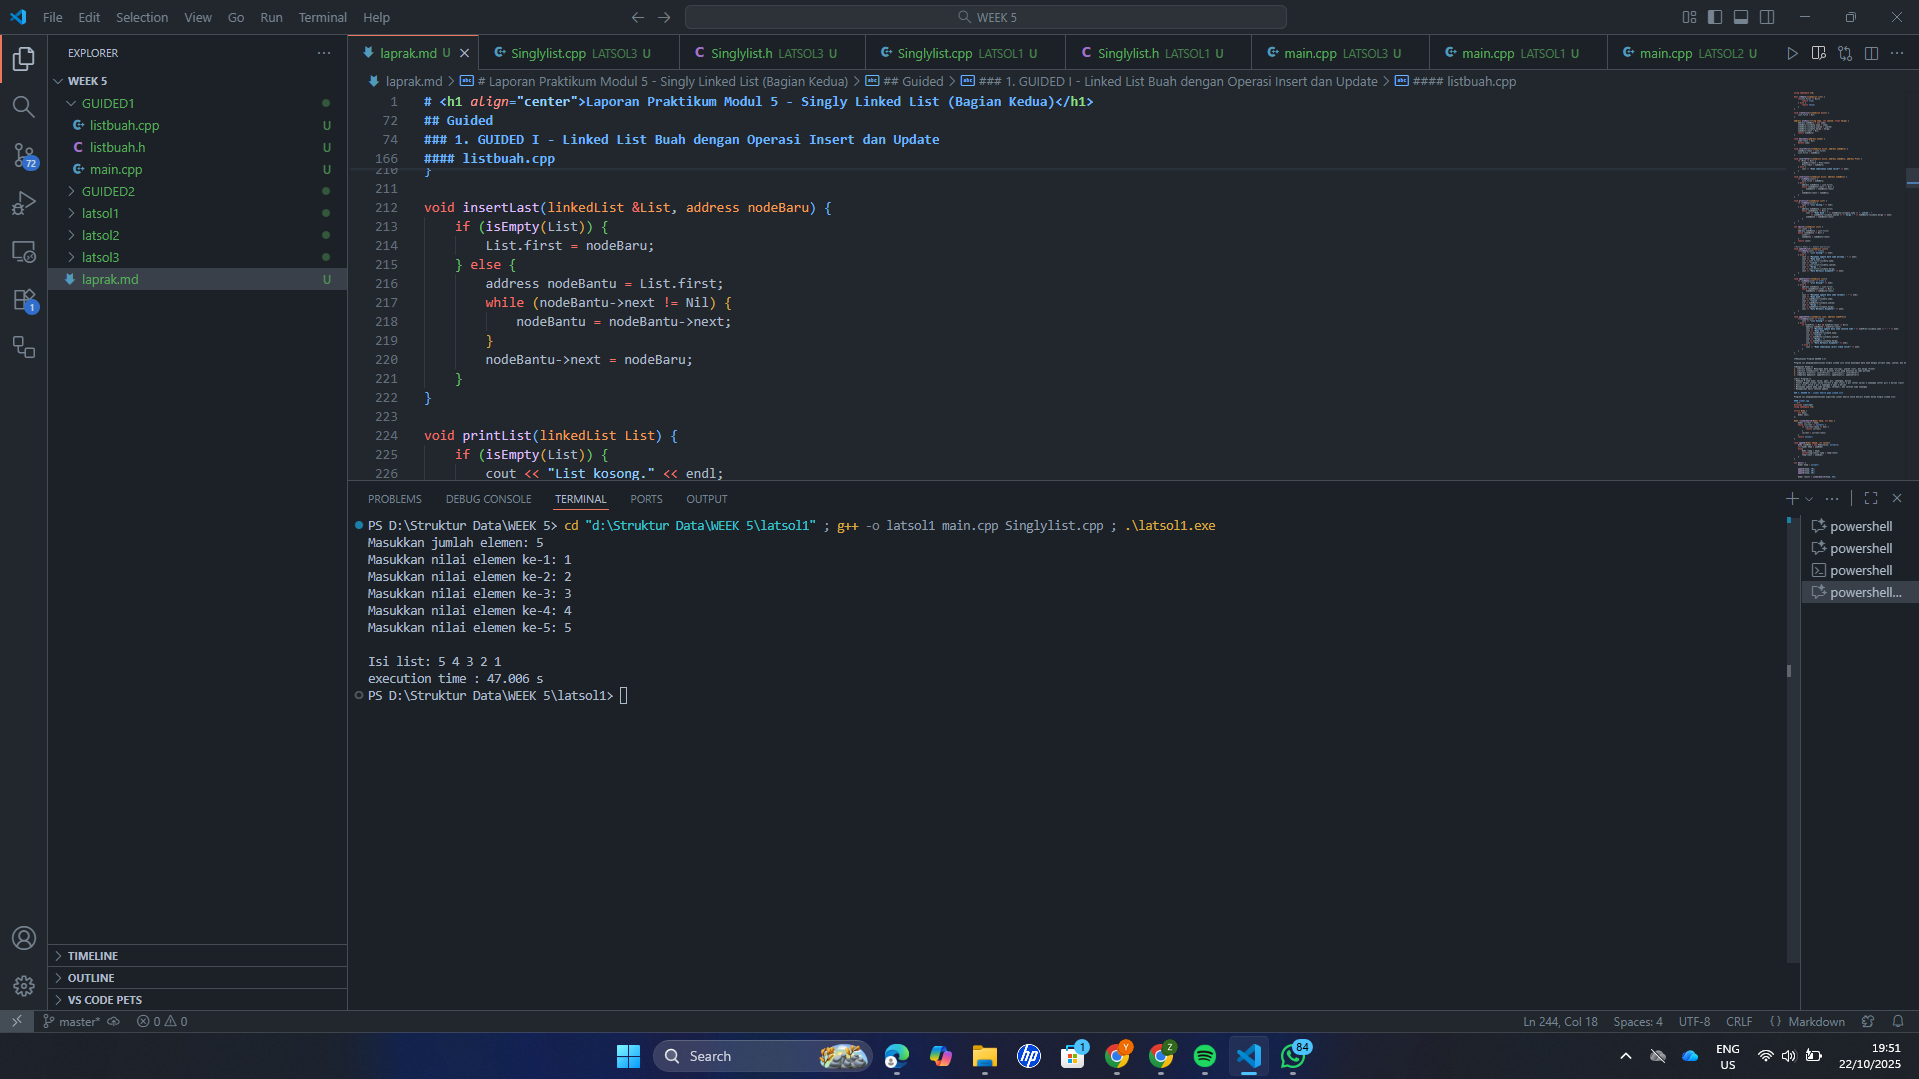 File Edit Selection View Go Run Terminal Help
WEEK 5
EXPLORER
WEEK 5
GUIDED1
listbuah.cpp U
listbuah.h U
main.cpp U
GUIDED2
latsol1
latsol2
latsol3
laprak.md U
72
1
TIMELINE
OUTLINE
VS CODE PETS
laprak.md U
Singlylist.cpp LATSOL3 U
Singlylist.h LATSOL3 U
Singlylist.cpp LATSOL1 U
Singlylist.h LATSOL1 U
main.cpp LATSOL3 U
main.cpp LATSOL1 U
main.cpp LATSOL2 U
laprak.md > # Laporan Praktikum Modul 5 - Singly Linked List (Bagian Kedua) > ## Guided > ### 1. GUIDED I - Linked List Buah dengan Operasi Insert dan Update > #### listbuah.cpp
1 # <h1 align="center">Laporan Praktikum Modul 5 - Singly Linked List (Bagian Kedua)</h1>
72 ## Guided
74 ### 1. GUIDED I - Linked List Buah dengan Operasi Insert dan Update
166 #### listbuah.cpp
210 }
211
212 void insertLast(linkedList &List, address nodeBaru) {
213 if (isEmpty(List)) {
214 List.first = nodeBaru;
215 } else {
216 address nodeBantu = List.first;
217 while (nodeBantu->next != Nil) {
218 nodeBantu = nodeBantu->next;
219 }
220 nodeBantu->next = nodeBaru;
221 }
222 }
223
224 void printList(linkedList List) {
225 if (isEmpty(List)) {
226 cout << "List kosong." << endl;
PROBLEMS DEBUG CONSOLE TERMINAL PORTS OUTPUT
PS D:\Struktur Data\WEEK 5> cd "d:\Struktur Data\WEEK 5\latsol1" ; g++ -o latsol1 main.cpp Singlylist.cpp ; .\latsol1.exe
Masukkan jumlah elemen: 5
Masukkan nilai elemen ke-1: 1
Masukkan nilai elemen ke-2: 2
Masukkan nilai elemen ke-3: 3
Masukkan nilai elemen ke-4: 4
Masukkan nilai elemen ke-5: 5
Isi list: 5 4 3 2 1
execution time : 47.006 s
PS D:\Struktur Data\WEEK 5\latsol1>
powershell
powershell
powershell
powershell...
master* 0 0
Ln 244, Col 18 Spaces: 4 UTF-8 CRLF {} Markdown
Search
hp
1
Y
Z
84
ENG
US
19:51
22/10/2025